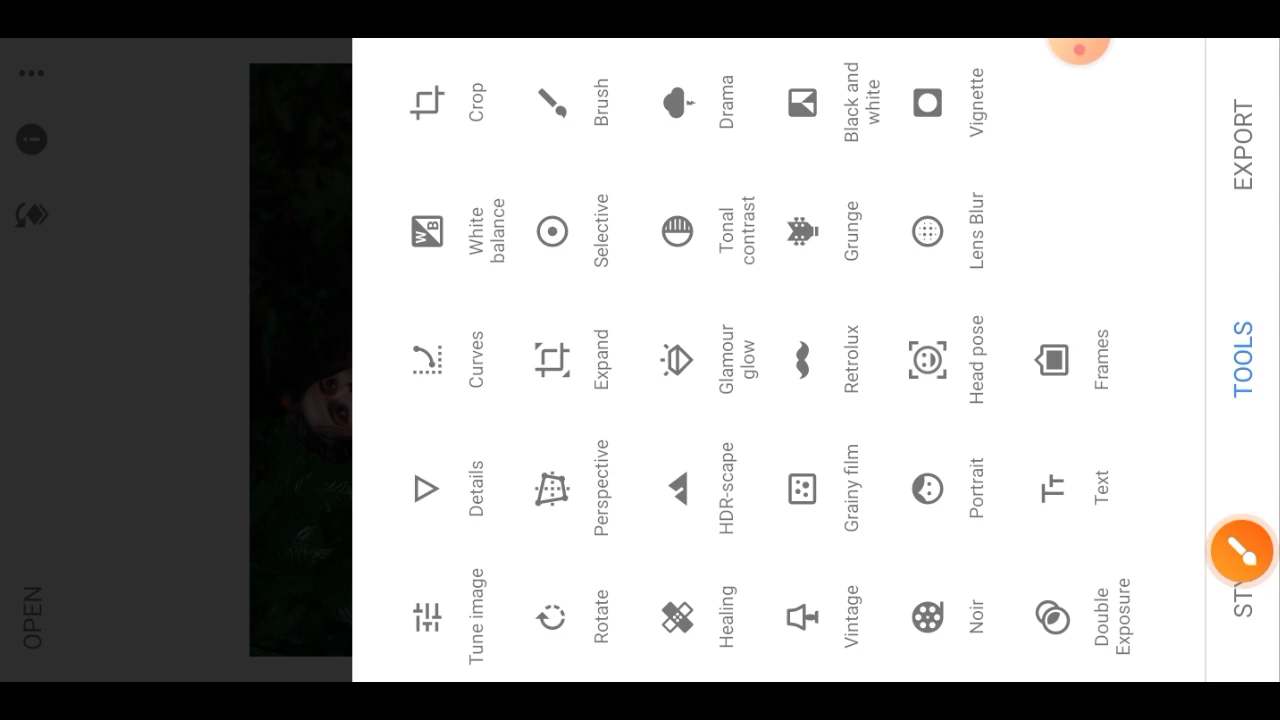 OPEN
Tune image
Details
Curves
White
balance
Crop
Rotate
Perspective
Expand
Selective
Brush
Healing
HDR-scape
Glamour
glow
Tonal
contrast
Drama
Vintage
Grainy film
Retrolux
Grunge
Black and
white
Noir
Portrait
Head pose
Lens Blur
Vignette
Double
Exposure
Text
Frames
TOOLS
EXPORT